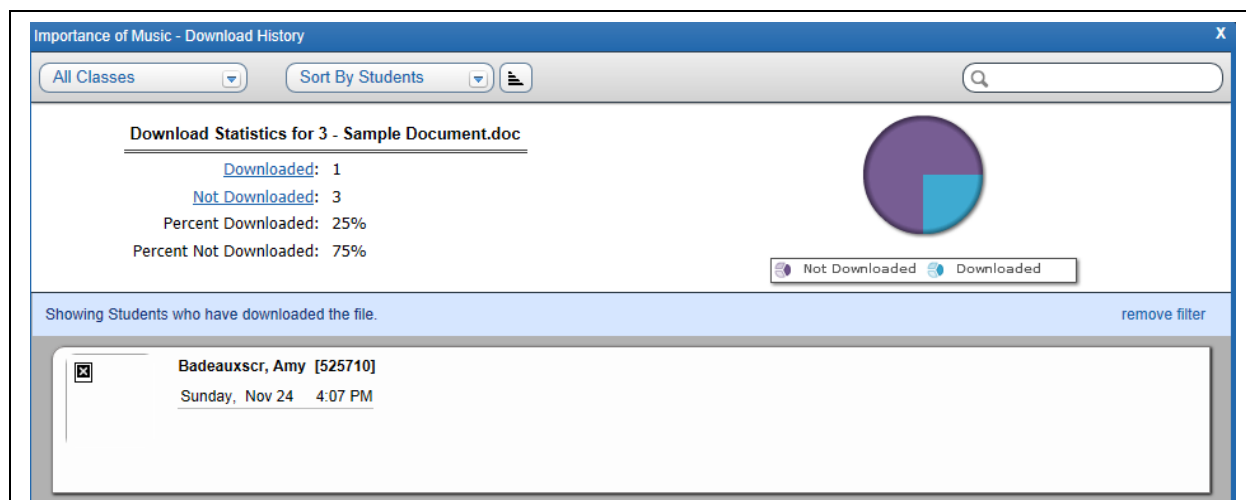 Importance of Music - Download History X
All Classes Sort By Students
Download Statistics for 3 - Sample Document.doc
Downloaded: 1
Not Downloaded: 3
Percent Downloaded: 25%
Percent Not Downloaded: 75%
Not Downloaded Downloaded
Showing Students who have downloaded the file. remove filter
Badeauxscr, Amy [525710]
Sunday, Nov 24 4:07 PM